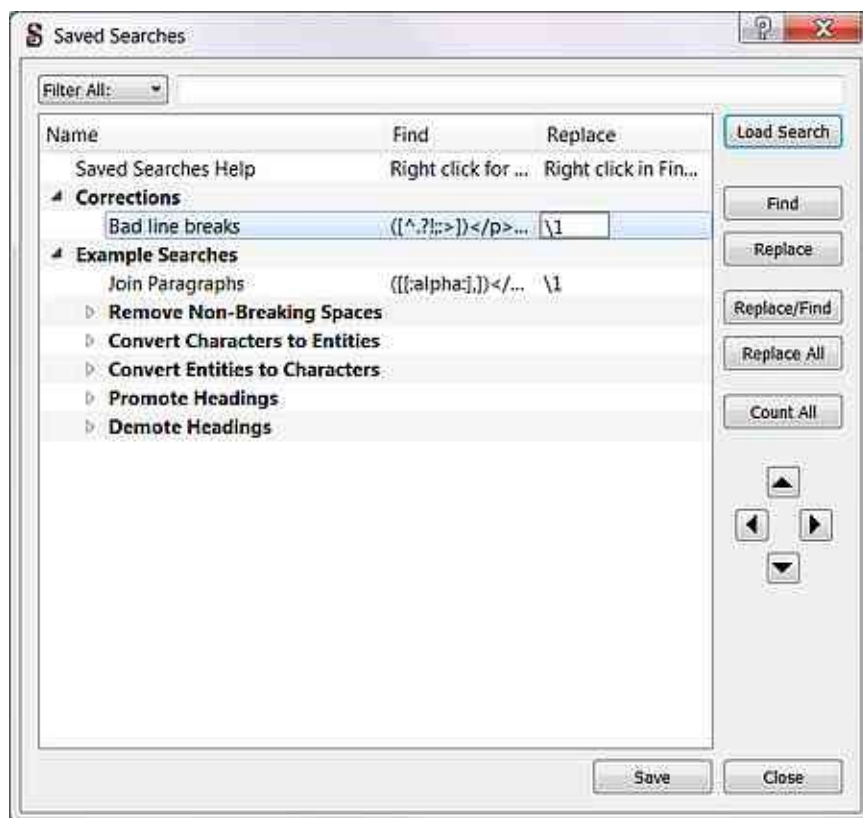 Saved Searches
Filter All:
Name Find Replace
Load Search
Saved Searches Help Right click for ... Right click in Fin...
Corrections
Find
Bad line breaks ([^.?!;:>])</p>... \1
Example Searches
Replace
Join Paragraphs ([[:alpha:],])</... \1
Remove Non-Breaking Spaces
Replace/Find
Convert Characters to Entities
Replace All
Convert Entities to Characters
Promote Headings
Count All
Demote Headings
Save Close